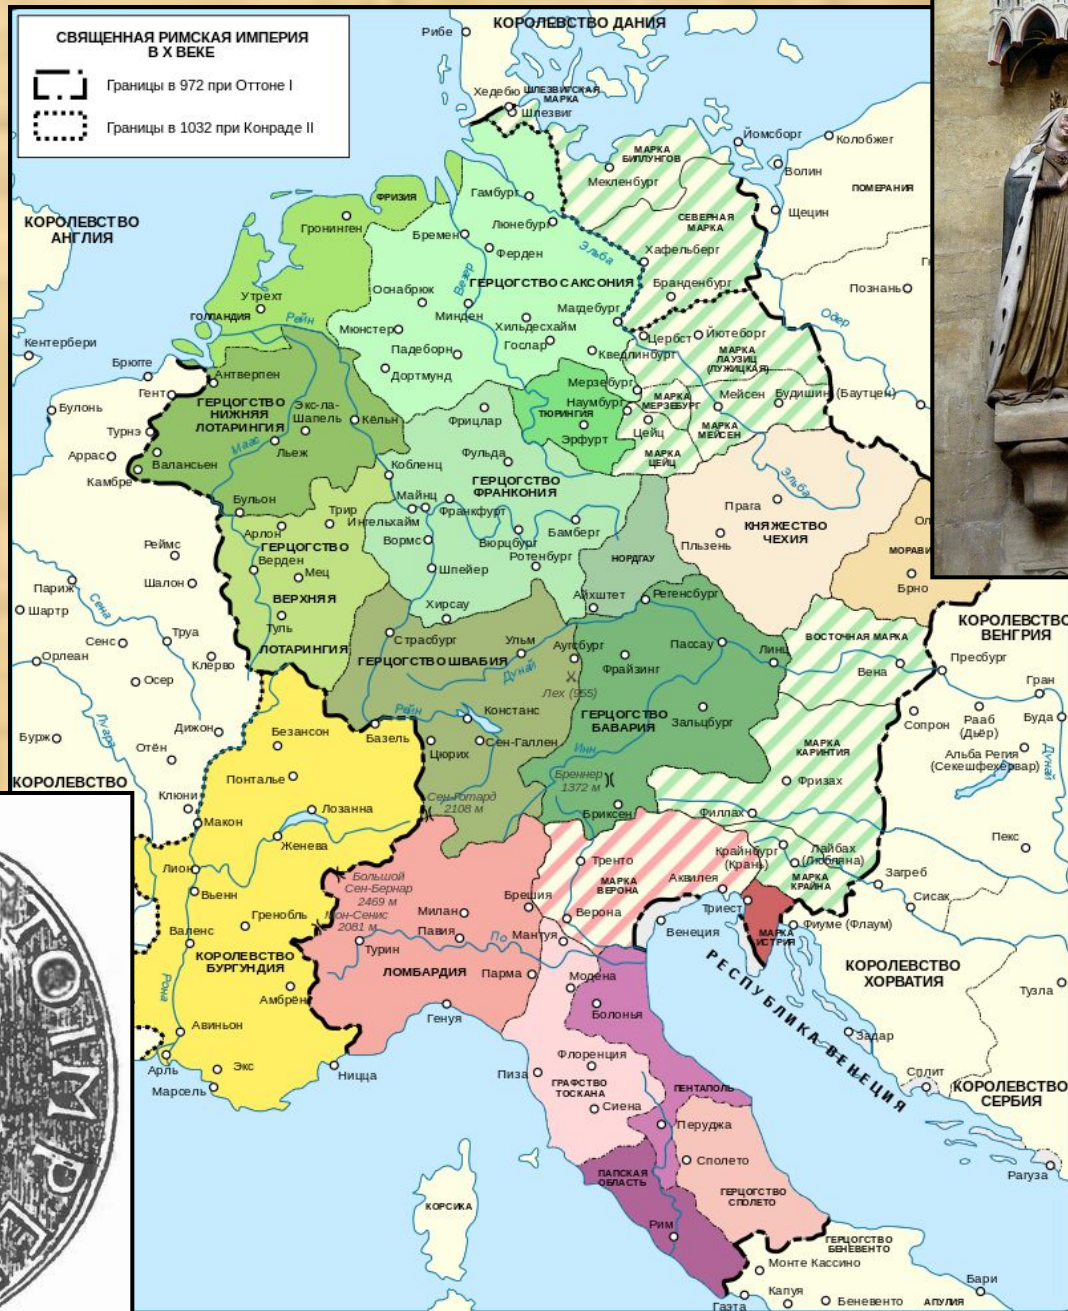 СВЯЩЕННАЯ РИМСКАЯ ИМПЕРИЯ
В X ВЕКЕ
Границы в 972 при Оттоне I
Границы в 1032 при Конраде II
КОРОЛЕВСТВО ДАНИЯ
Рибе
Хедебю
ШЛЕЗВИГСКАЯ
МАРКА
Шлезвиг
МАРКА
БИЛЛУНГОВ
Мекленбург
Йомсборг
Колобжег
Волин
ПОМЕРАНИЯ
Щецин
КОРОЛЕВСТВО
АНГЛИЯ
ФРИЗИЯ
Гронинген
Гамбург
Люнебург
Бремен
Ферден
Эльба
СЕВЕРНАЯ
МАРКА
Хафельберг
Бранденбург
Везер
ГЕРЦОГСТВО САКСОНИЯ
Познань
Утрехт
ГОЛЛАНДИЯ
Рейн
Оснабрюк
Минден
Магдебург
Мюнстер
Хильдесхайм
Гослар
Падеборн
Кведлинбург
Дортмунд
Цербст
Йютеборг
Одер
МАРКА
ЛАУЗИЦ
(ЛУЖИЦКАЯ)
Кентербери
Брюгге
Гент
Антверпен
ГЕРЦОГСТВО
НИЖНЯЯ
ЛОТАРИНГИЯ
Экс-ла-
Шапель
Кёльн
Мерзебург
Наумбург
ТЮРИНГИЯ
Эрфурт
МАРКА
МЕРЗЕБУРГ
Мейсен
Будишин (Баутцен)
Цейц
МАРКА
МЕЙСЕН
МАРКА
ЦЕЙЦ
Булонь
Турнэ
Аррас
Камбре
Валансьен
Маас
Льеж
Фрицлар
Фульда
ГЕРЦОГСТВО
ФРАНКОНИЯ
Кобленц
Майнц
Франкфурт
Интельхайм
Бамберг
Вормс
Вюрцбург
Ротенбург
Шпейер
Бульон
Трир
Арлон
ГЕРЦОГСТВО
Верден
Мец
ВЕРХНЯЯ
Туль
ЛОТАРИНГИЯ
Реймс
Шалон
Эльба
Прага
КНЯЖЕСТВО
ЧЕХИЯ
Пльзень
НОРДГАУ
Брно
Париж
Сена
Шартр
Труа
Сенс
Орлеан
Клерво
Осер
Луара
Дижон
Бурж
Отён
КОРОЛЕВСТВО
Клюни
Макон
Хирсау
Страсбург
Ульм
ГЕРЦОГСТВО ШВАБИЯ
Дунай
Аугсбург
Лех (955)
Айхштет
Регенсбург
Пассау
Фрайзинг
ГЕРЦОГСТВО
БАВАРИЯ
Зальцбург
Линц
ВОСТОЧНАЯ МАРКА
Вена
КОРОЛЕВСТВО
ВЕНГРИЯ
Пресбург
Гран
Сопрон
Рааб
(Дьёр)
Буда
Альба Регия
(Секешфехервар)
Дунай
Пекс
Рейн
Констанс
Базель
Цюрих
Сен-Галлен
Инн
Бреннер
1372 м
Бриксен
МАРКА
КАРИНТИЯ
Фризах
Филлах
Безансон
Понталье
Лозанна
Женева
Сен-Готард
2108 м
Лион
Вьенн
Гренобль
Валенс
КОРОЛЕВСТВО
БУРГУНДИЯ
Амбрён
Рона
Авиньон
Арль
Экс
Марсель
Ницца
Большой
Сен-Бернар
2469 м
Мон-Сенис
2081 м
Милан
Павия
Турин
По
ЛОМБАРДИЯ
Брешия
Мантуя
Парма
Генуя
Тренто
МАРКА
ВЕРОНА
Верона
Аквилея
Крайнбург
(Крань)
Лайбах
(Любляна)
МАРКА
КРАЙНА
Загреб
Сисак
Триест
МАРКА
ИСТРИЯ
Фиуме (Флаум)
Венеция
РЕСПУБЛИКА ВЕНЕЦИЯ
КОРОЛЕВСТВО
ХОРВАТИЯ
Тузла
Задар
Сплит
КОРОЛЕВСТВО
СЕРБИЯ
Рагуза
Модена
Болонья
Флоренция
Пиза
ГРАФСТВО
ТОСКАНА
Сиена
ПЕНТАПОЛЬ
Перуджа
Сполето
ГЕРЦОГСТВО
СПОЛЕТО
ПАПСКАЯ
ОБЛАСТЬ
Рим
КОРСИКА
ГЕРЦОГСТВО
БЕНЕВЕНТО
Монте Кассино
Капуя
Гаэта
Беневенто
АПУЛИЯ
Бари